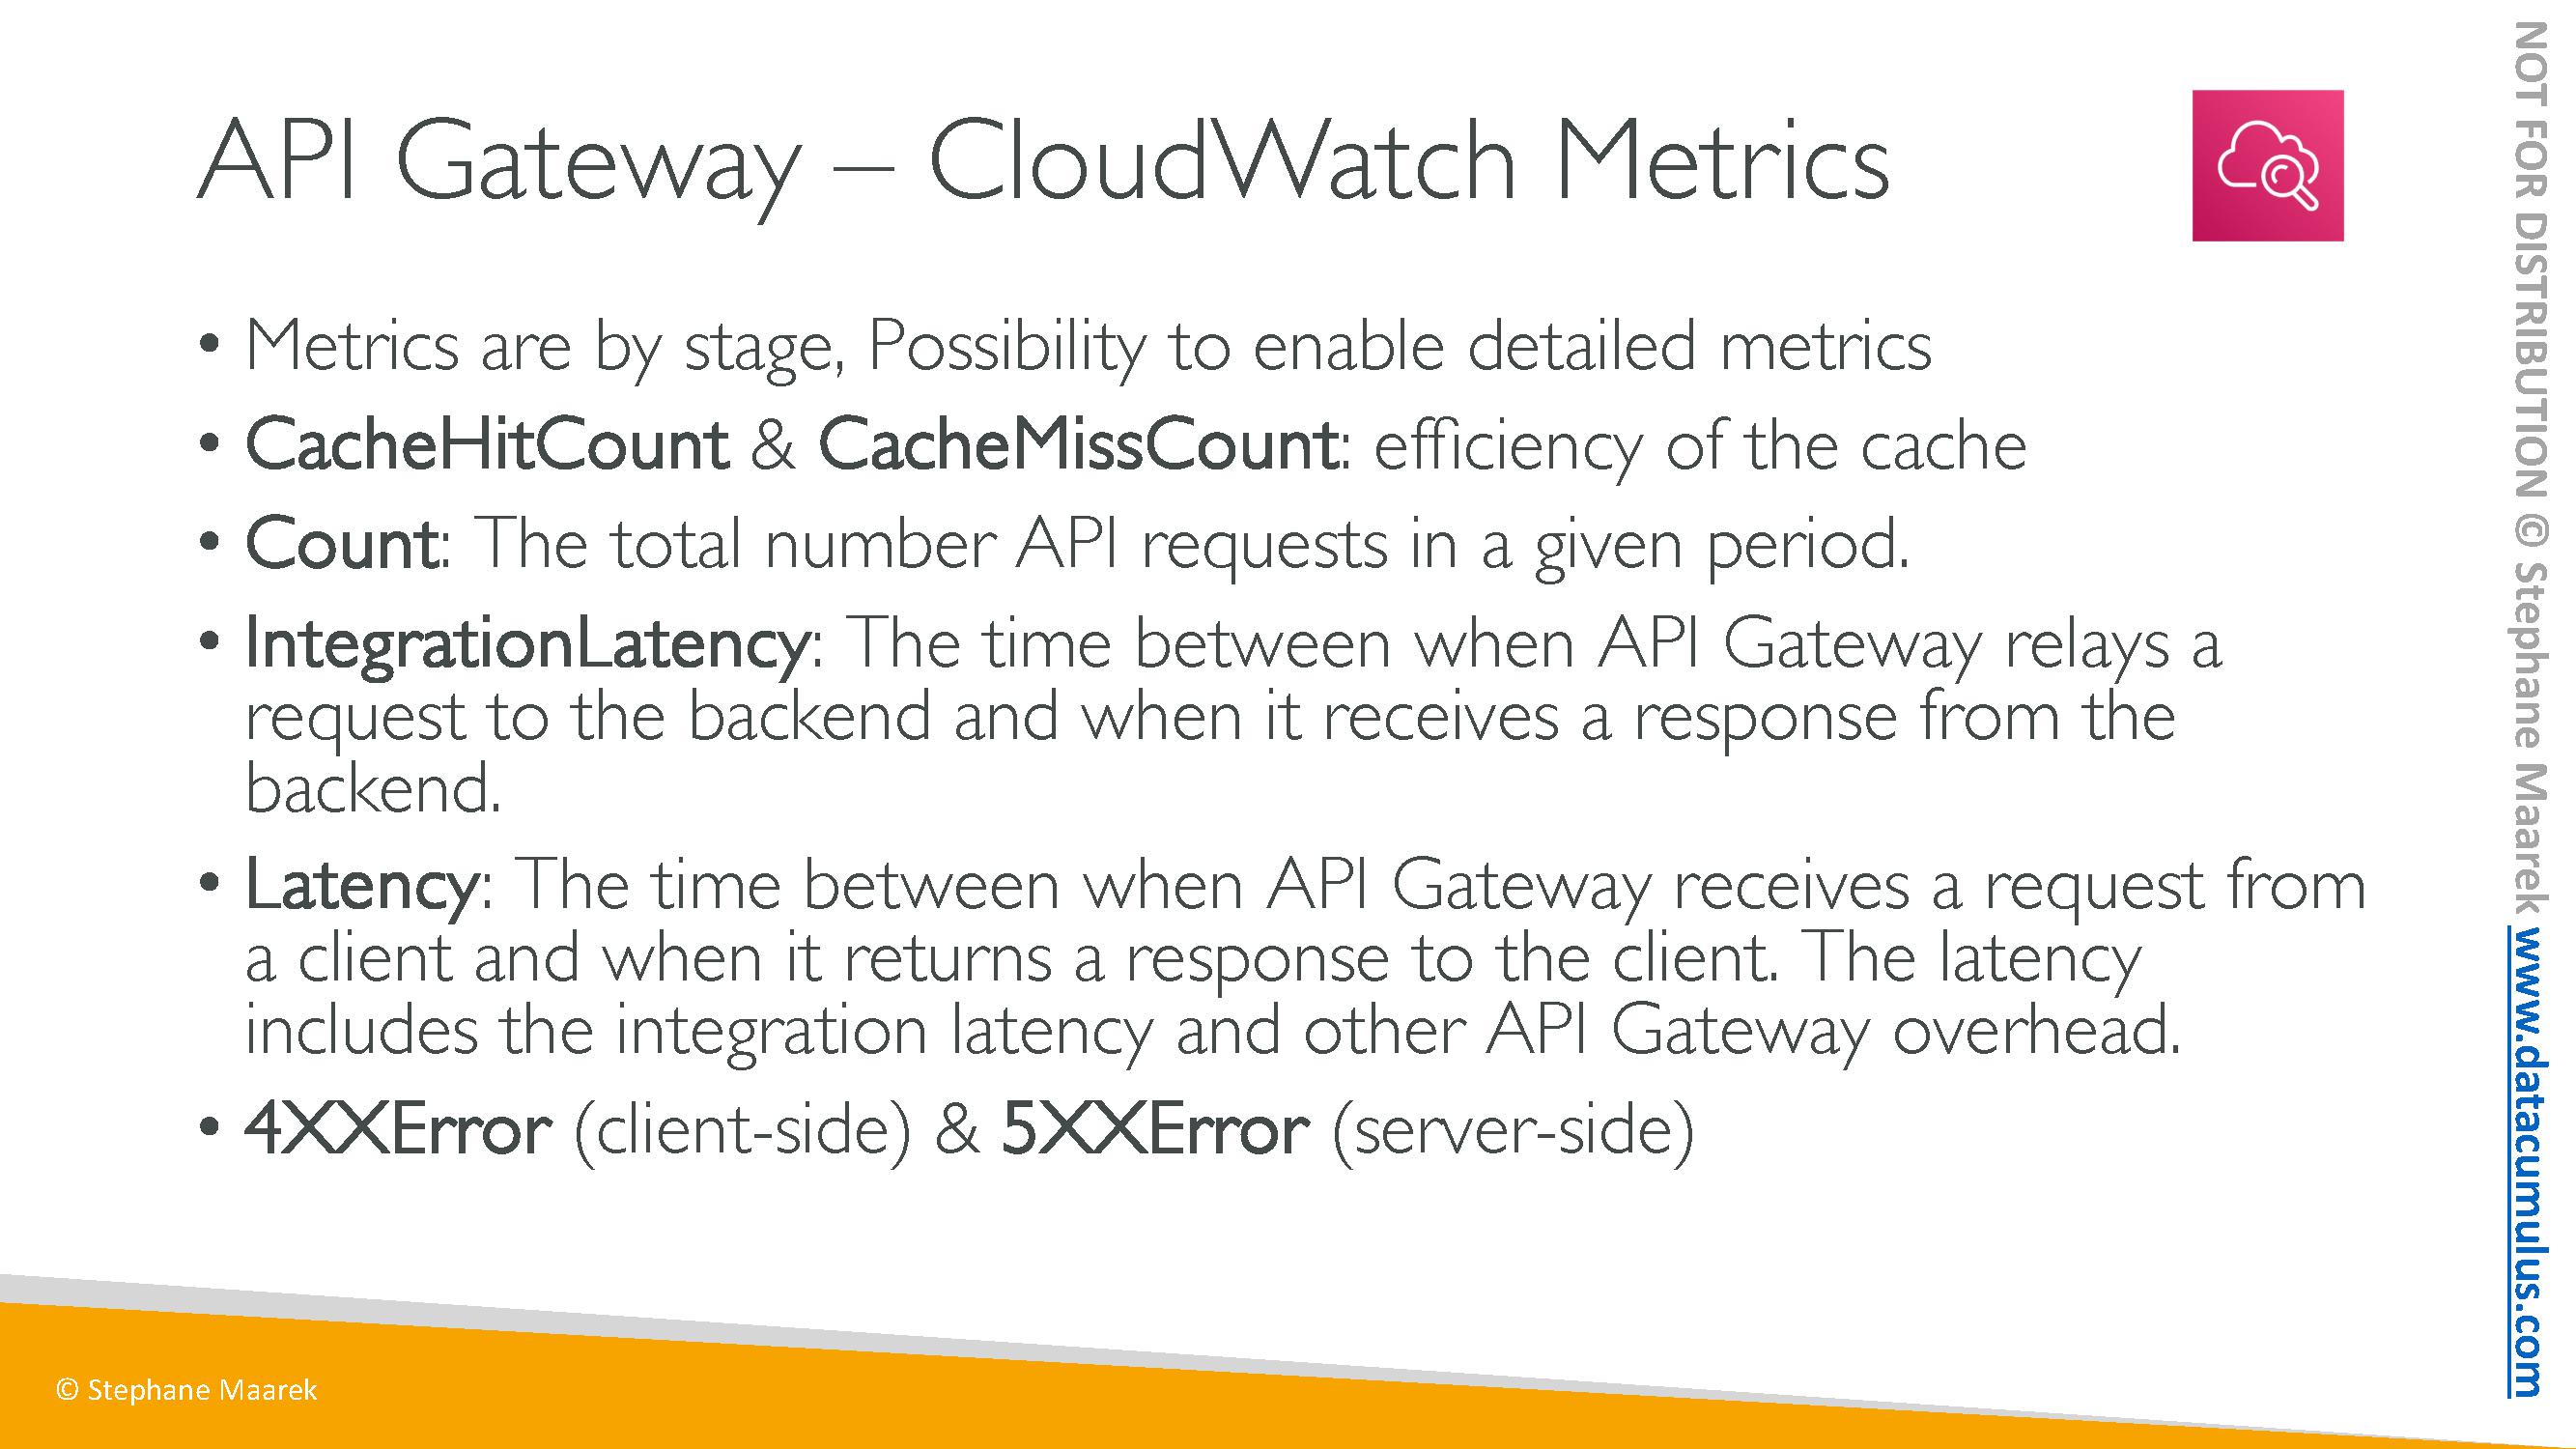 API Gateway – CloudWatch Metrics
• Metrics are by stage, Possibility to enable detailed metrics
• CacheHitCount & CacheMissCount: efficiency of the cache
• Count: The total number API requests in a given period.
• IntegrationLatency: The time between when API Gateway relays a
request to the backend and when it receives a response from the
backend.
• Latency: The time between when API Gateway receives a request from
a client and when it returns a response to the client. The latency
includes the integration latency and other API Gateway overhead.
• 4XXError (client-side) & 5XXError (server-side)
© Stephane Maarek
NOT FOR DISTRIBUTION © Stephane Maarek www.datacumulus.com